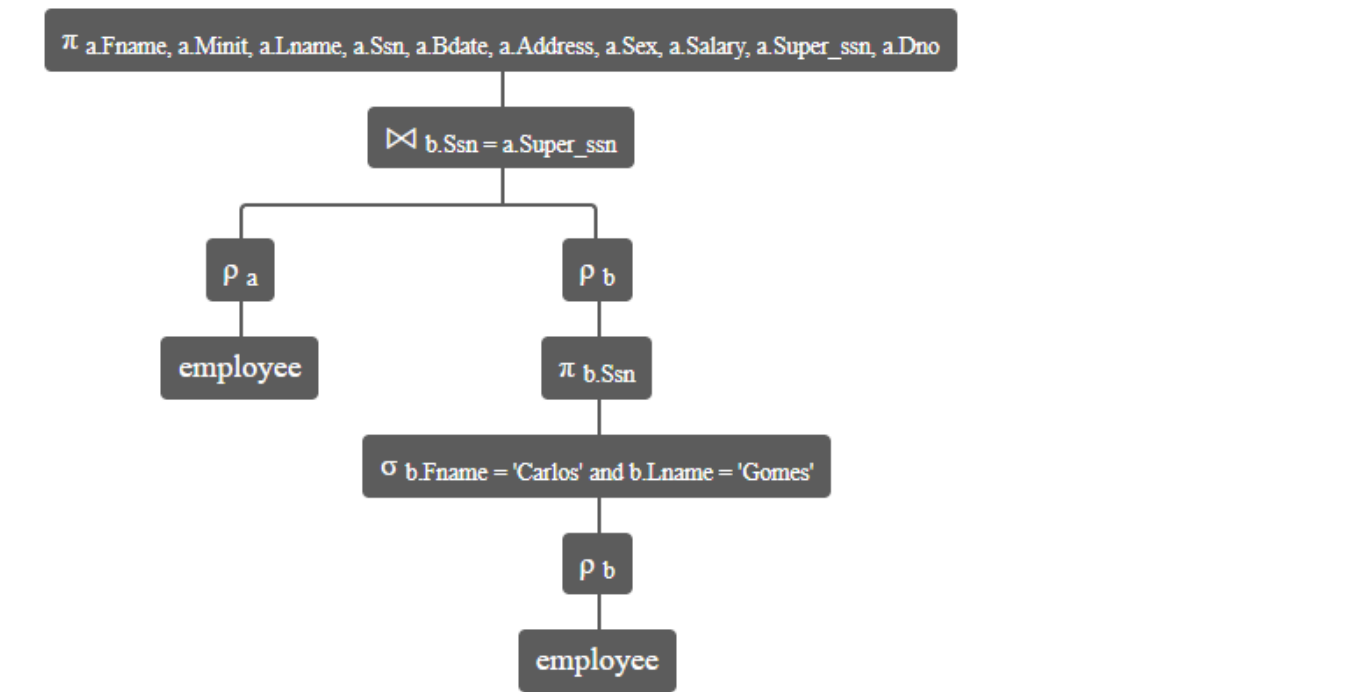 π a.Fname, a.Minit, a.Lname, a.Ssn, a.Bdate, a.Address, a.Sex, a.Salary, a.Super_ssn, a.Dno
⋈ b.Ssn = a.Super_ssn
ρ a
ρ b
employee
π b.Ssn
σ b.Fname = 'Carlos' and b.Lname = 'Gomes'
ρ b
employee